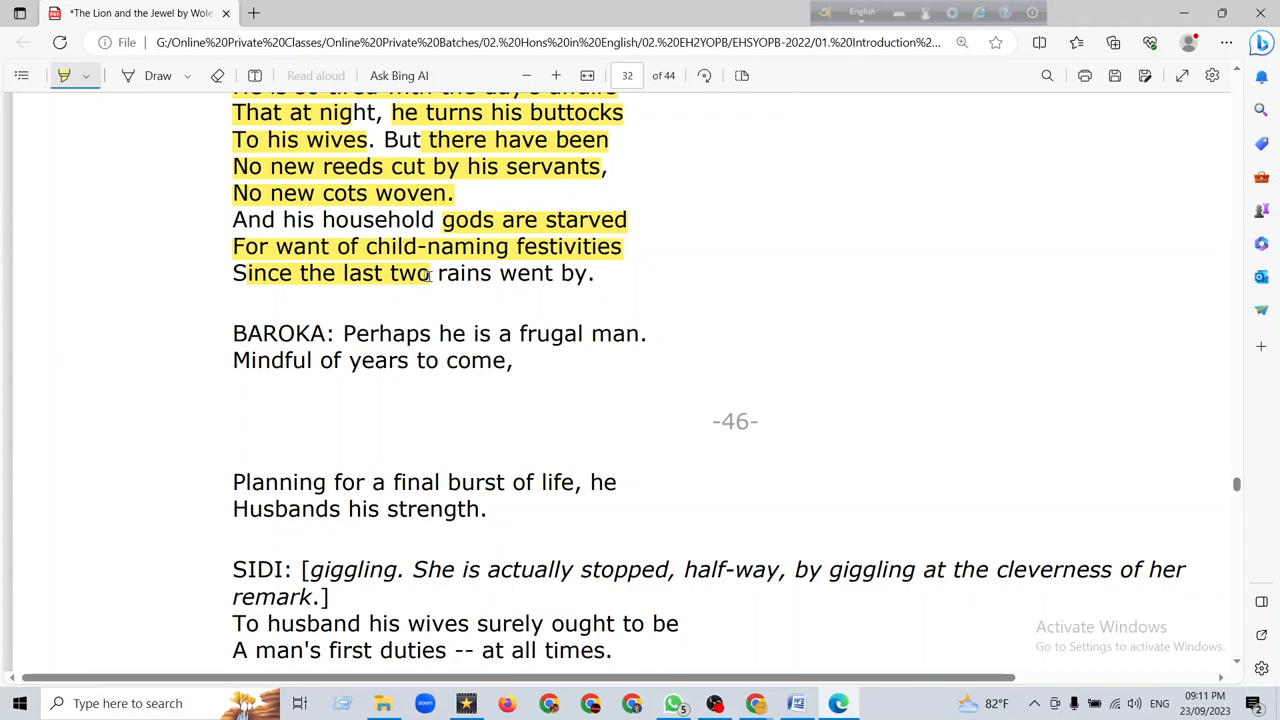 *The Lion and the Jewel by Wole
English
File
G:/Online%20Private%20Classes/Online%20Private%20Batches/02.%20Hons%20in%20English/02.%20EH2YOPB/EHSYOPB-2022/01.%20Introduction%20...
Draw
Read aloud
Ask Bing AI
32 of 44
That at night, he turns his buttocks
To his wives. But there have been
No new reeds cut by his servants,
No new cots woven.
And his household gods are starved
For want of child-naming festivities
Since the last two rains went by.
BAROKA: Perhaps he is a frugal man.
Mindful of years to come,
-46-
Planning for a final burst of life, he
Husbands his strength.
SIDI: [giggling. She is actually stopped, half-way, by giggling at the cleverness of her
remark.]
To husband his wives surely ought to be
A man's first duties -- at all times.
Activate Windows
Go to Settings to activate Windows.
Type here to search
zoom
5
82°F
ENG
09:11 PM
23/09/2023
2